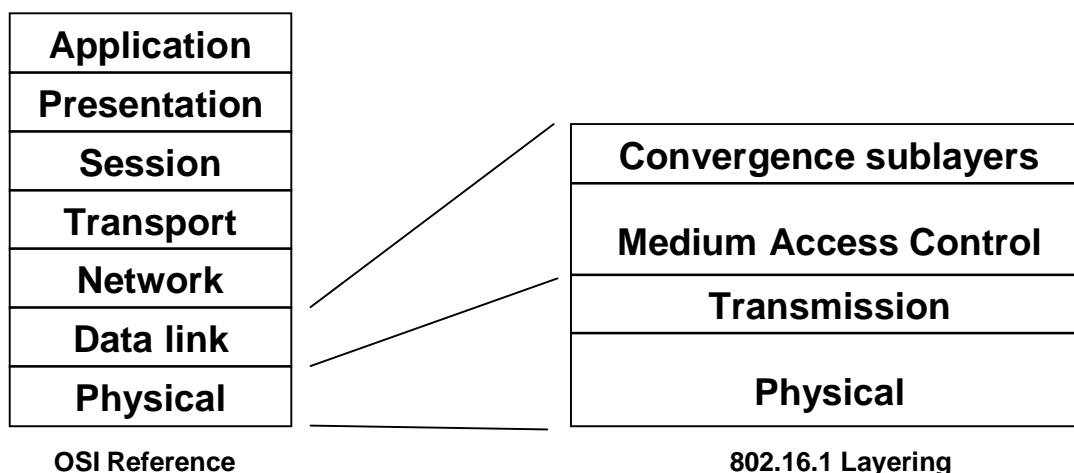 Application
Presentation
Session
Transport
Network
Data link
Physical
OSI Reference
Convergence sublayers
Medium Access Control
Transmission
Physical
802.16.1 Layering